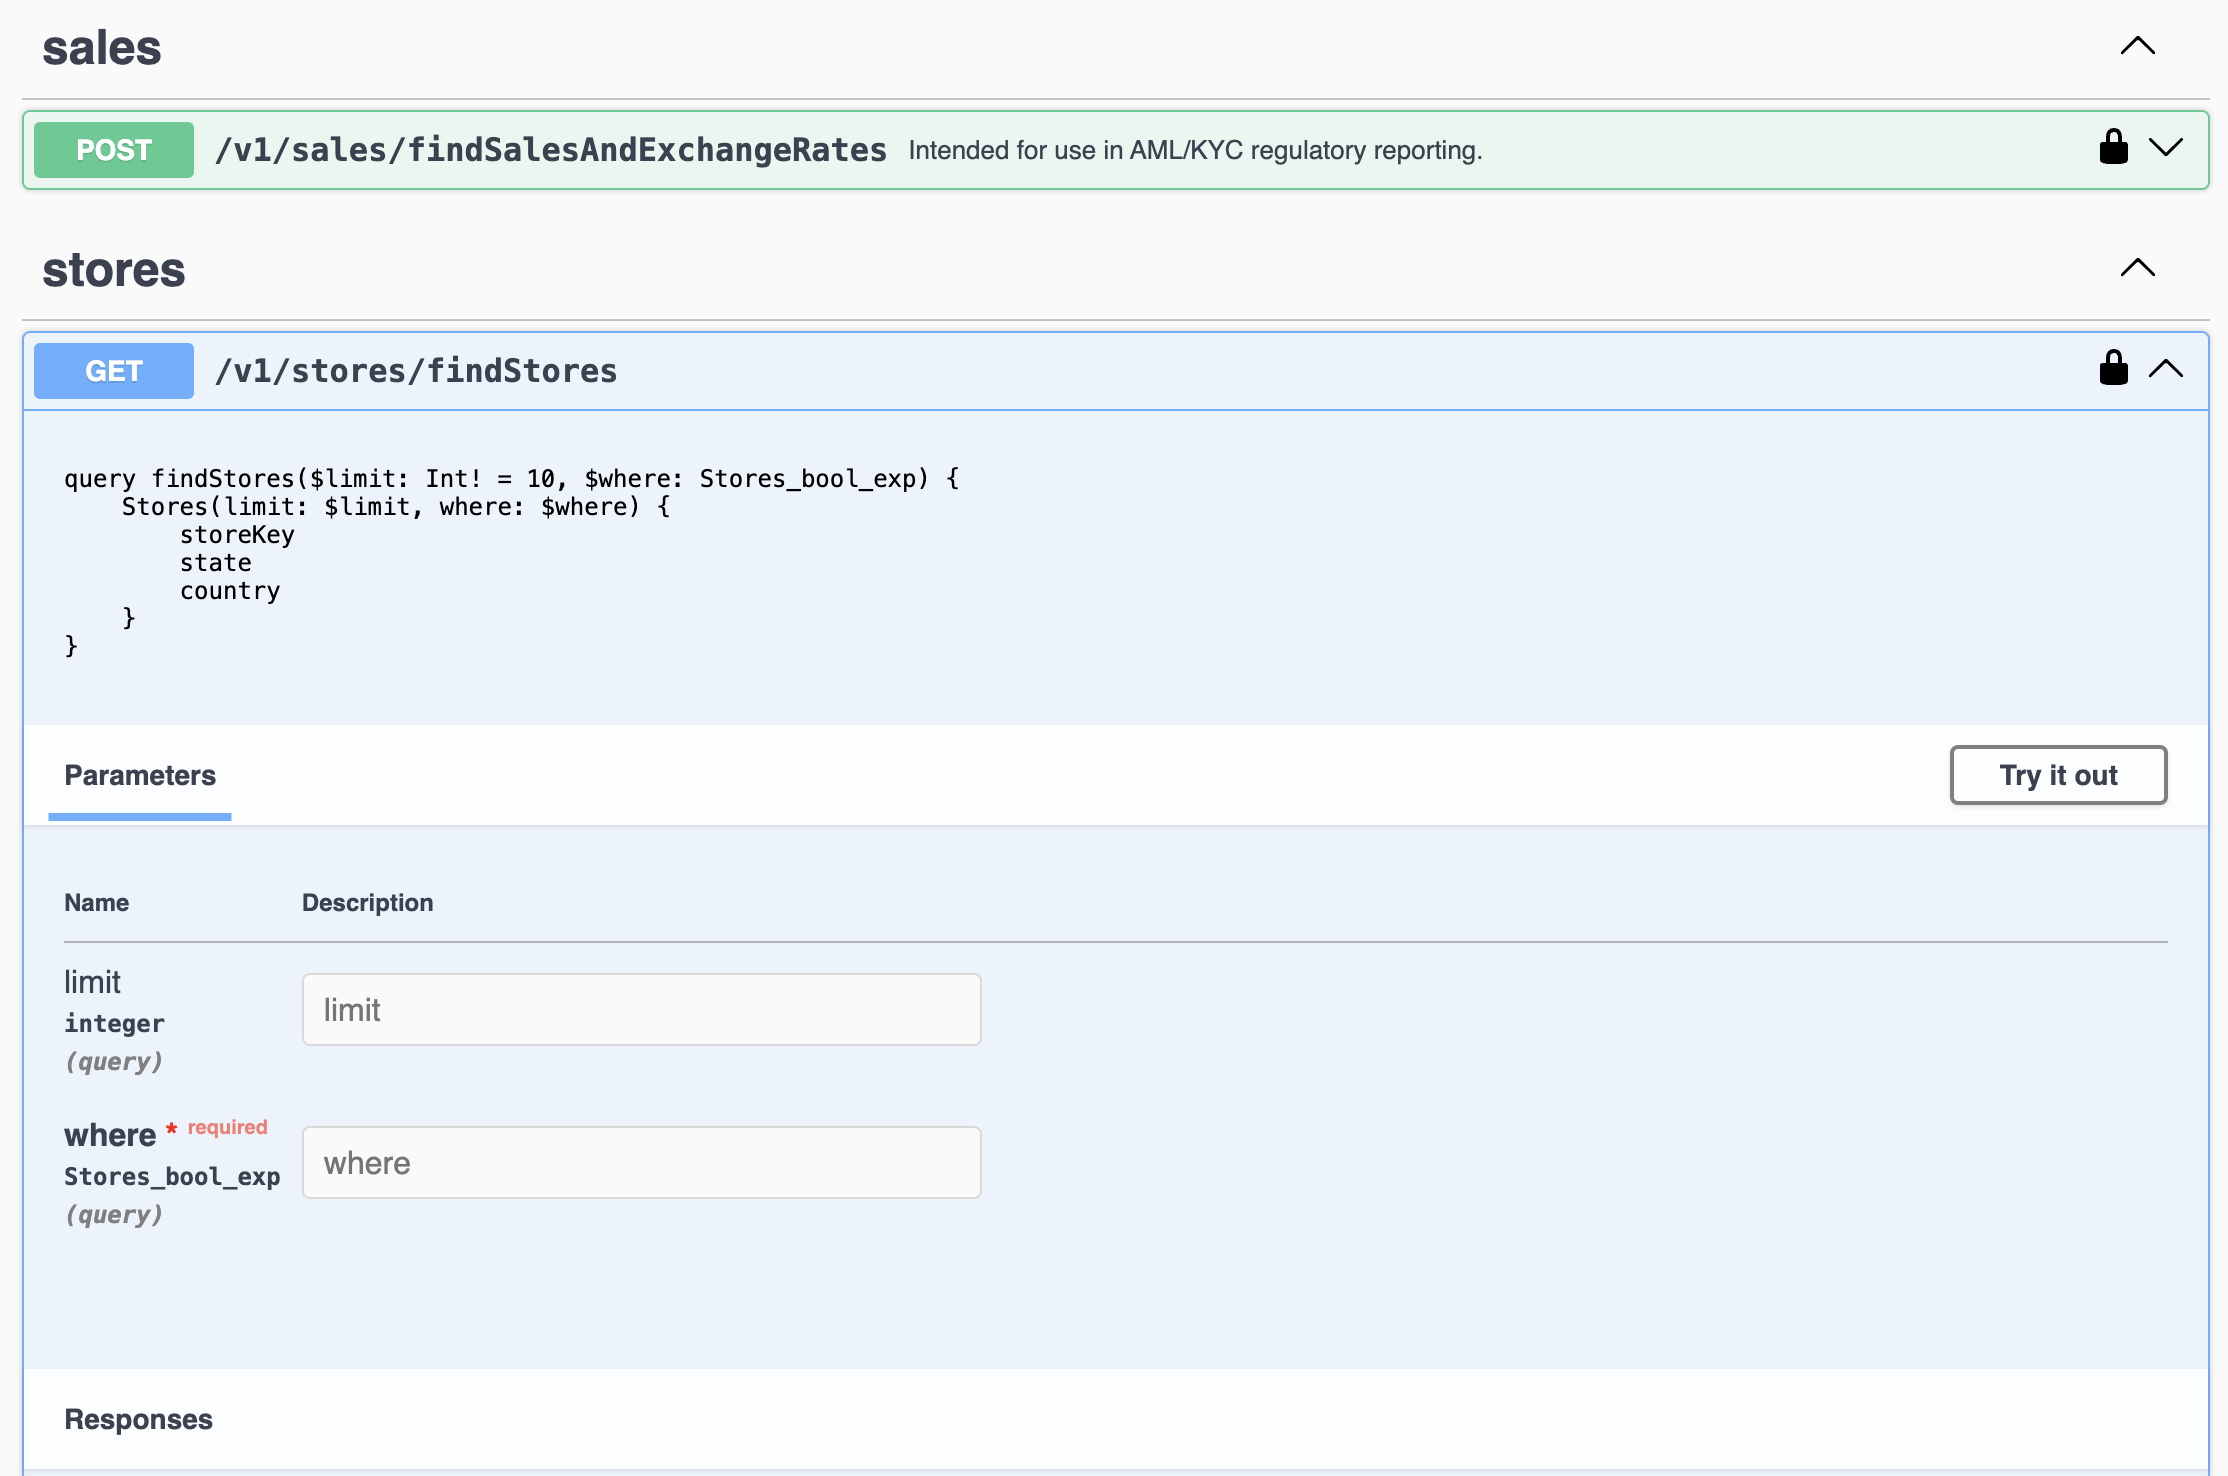 sales
POST /v1/sales/findSalesAndExchangeRates Intended for use in AML/KYC regulatory reporting.
stores
GET /v1/stores/findStores
query findStores($limit: Int! = 10, $where: Stores_bool_exp) {
    Stores(limit: $limit, where: $where) {
        storeKey
        state
        country
    }
}
Parameters
Try it out
Name Description
limit
integer
(query)
limit
where * required
Stores_bool_exp
(query)
where
Responses